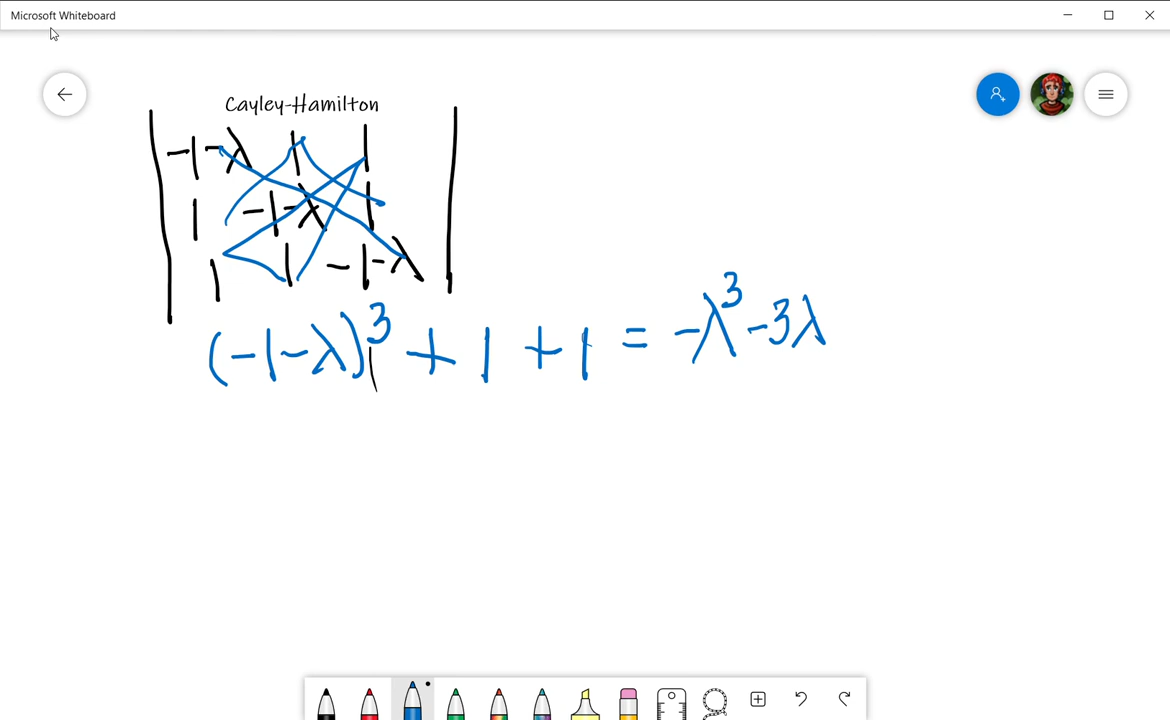 Microsoft Whiteboard
Cayley-Hamilton
-1-λ 1 1
1 -1-λ 1
1 1 -1-λ
(-1-λ)³ + 1 + 1 = -λ³ - 3λ